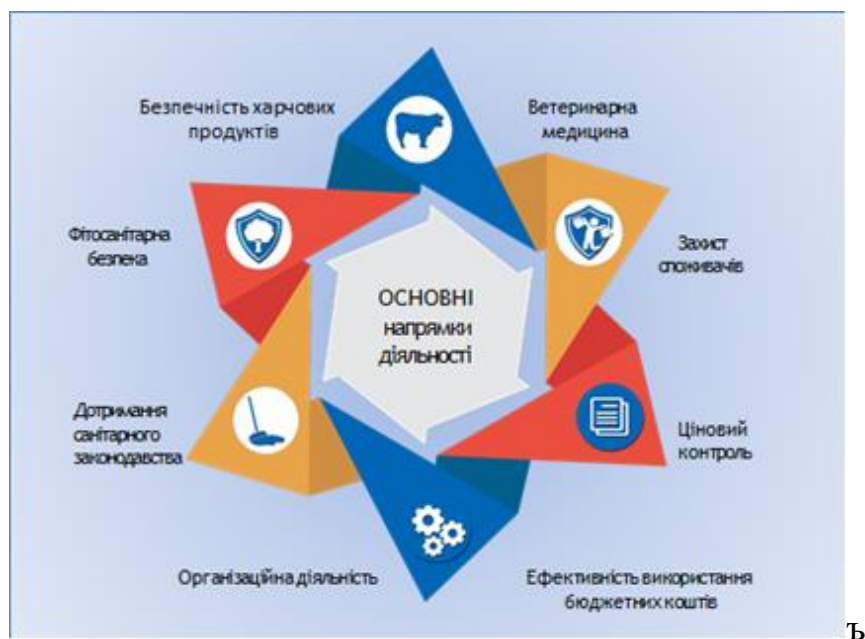 Безпечність харчових
продуктів
Ветеринарна
медицина
Фітосанітарна
безпека
Захист
споживачів
ОСНОВНІ
напрямки
діяльності
Дотримання
санітарного
законодавства
Ціновий
контроль
Організаційна діяльність
Ефективність використання
бюджетних коштів
Ъ